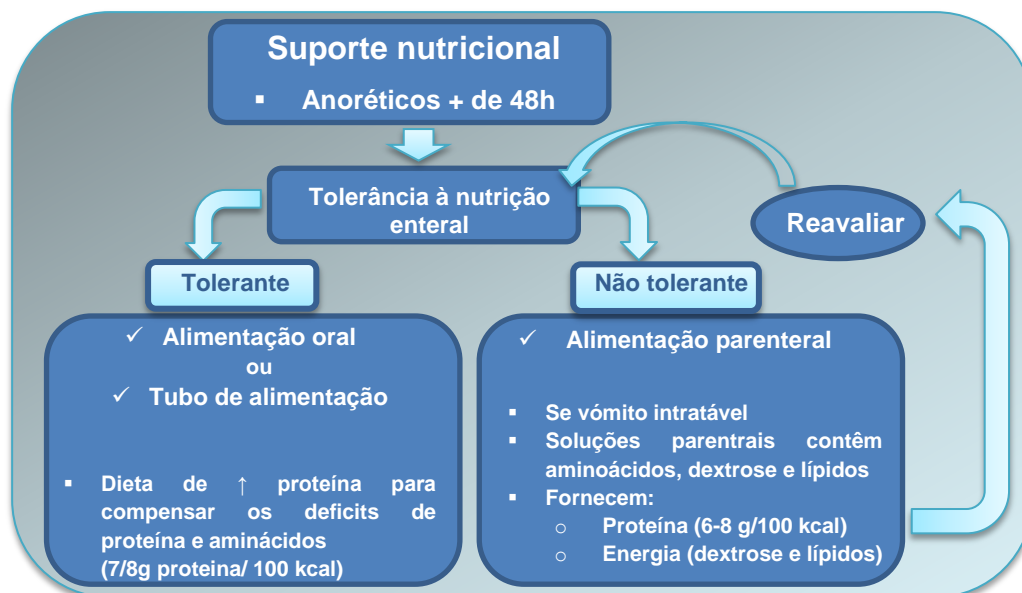 Suporte nutricional
▪ Anoréticos + de 48h
Tolerância à nutrição
enteral
Reavaliar
Tolerante
Não tolerante
✓ Alimentação oral
ou
✓ Tubo de alimentação
▪ Dieta de ↑ proteína para
compensar os deficits de
proteína e aminácidos
(7/8g proteina/ 100 kcal)
✓ Alimentação parenteral
▪ Se vómito intratável
▪ Soluções parentrais contêm
aminoácidos, dextrose e lípidos
▪ Fornecem:
o Proteína (6-8 g/100 kcal)
o Energia (dextrose e lípidos)